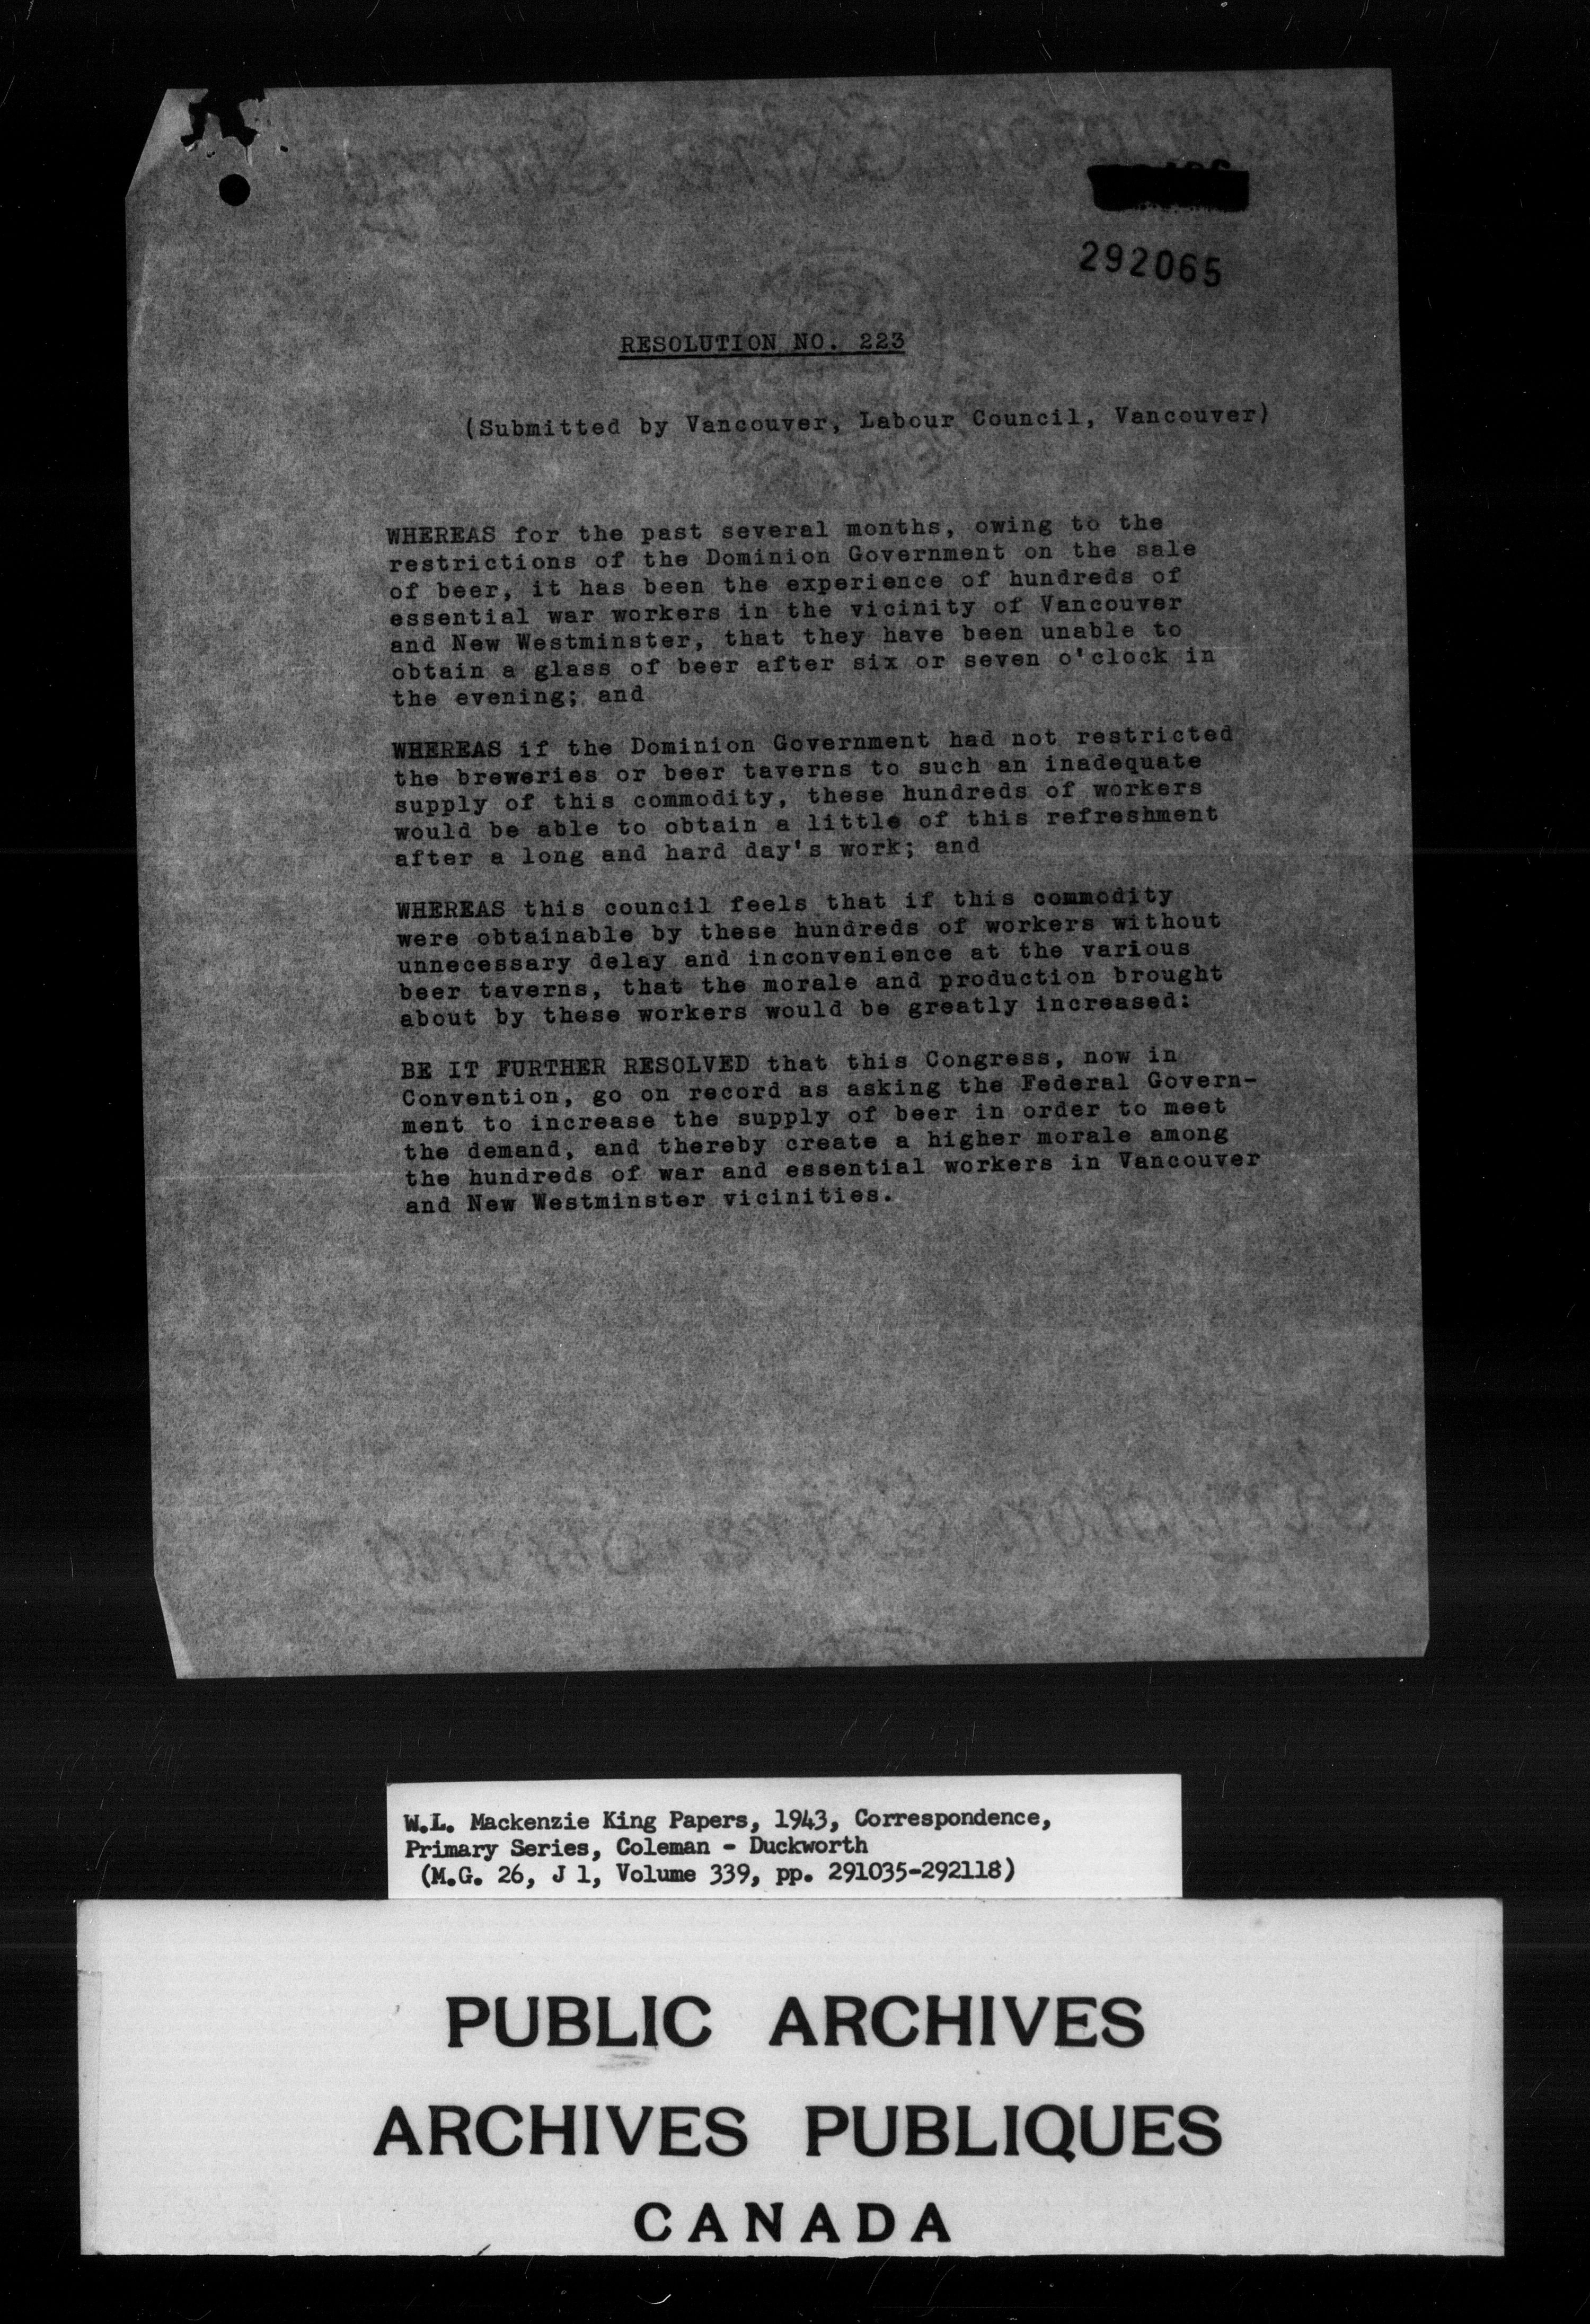 292065
RESOLUTION NO. 223
(Submitted by Vancouver, Labour Council, Vancouver)
WHEREAS for the past several months, owing to the
restrictions of the Dominion Government on the sale
of beer, it has been the experience of hundreds of
essential war workers in the vicinity of Vancouver
and New Westminster, that they have been unable to
obtain a glass of beer after six or seven o'clock in
the evening; and
WHEREAS if the Dominion Government had not restricted
the breweries or beer taverns to such an inadequate
supply of this commodity, these hundreds of workers
would be able to obtain a little of this refreshment
after a long and hard day's work; and
WHEREAS this council feels that if this commodity
were obtainable by these hundreds of workers without
unnecessary delay and inconvenience at the various
beer taverns, that the morale and production brought
about by these workers would be greatly increased:
BE IT FURTHER RESOLVED that this Congress, now in
Convention, go on record as asking the Federal Govern-
ment to increase the supply of beer in order to meet
the demand, and thereby create a higher morale among
the hundreds of war and essential workers in Vancouver
and New Westminster vicinities.
W.L. Mackenzie King Papers, 1943, Correspondence,
Primary Series, Coleman - Duckworth
(M.G. 26, J 1, Volume 339, pp. 291035-292118)
PUBLIC ARCHIVES
ARCHIVES PUBLIQUES
CANADA